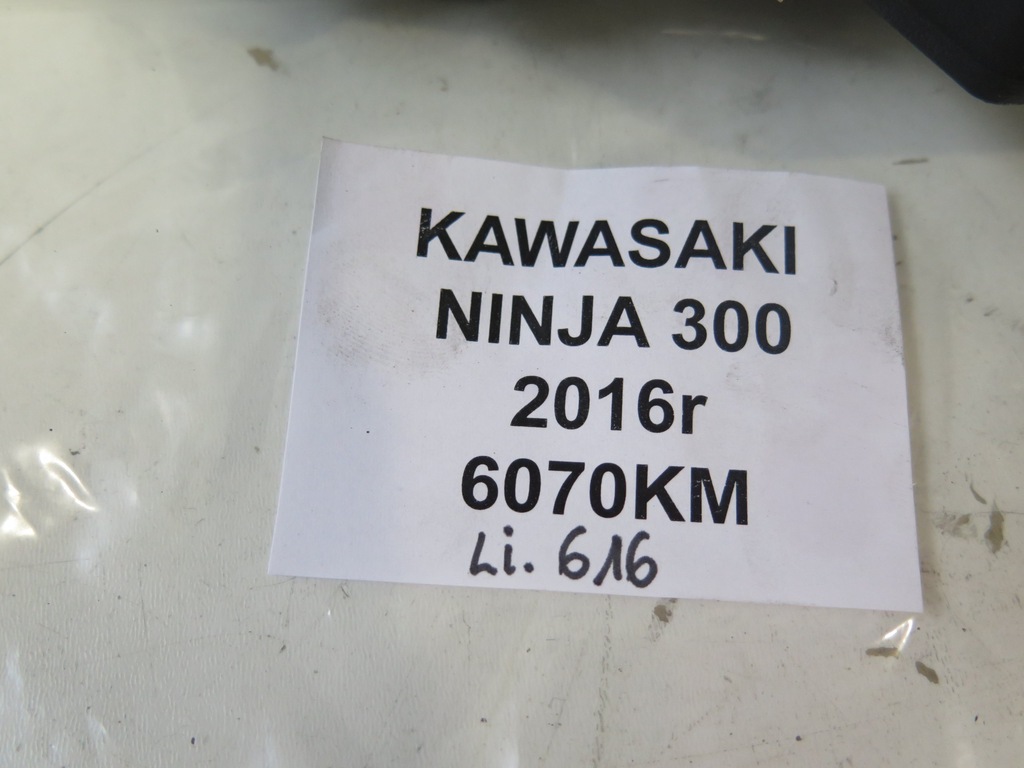 KAWASAKI
NINJA 300
2016r
6070KM
Li. 616